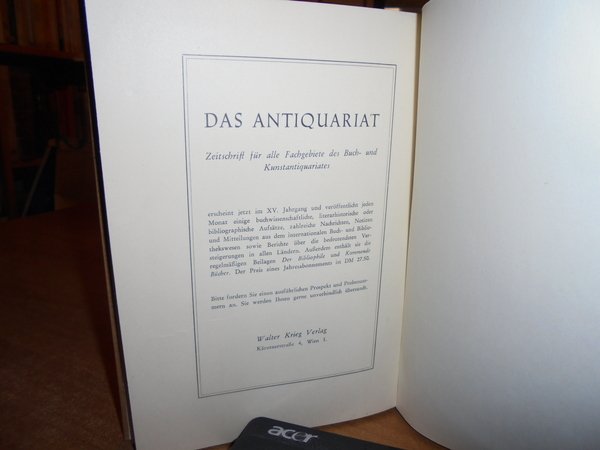 DAS ANTIQUARIAT
Zeitschrift für alle Fachgebiete des Buch- und
Kunstantiquariates
erscheint jetzt im XV. Jahrgang und veröffentlicht jeden
Monat einige buchwissenschaftliche, literarhistorische oder
bibliographische Aufsätze, zahlreiche Nachrichten, Notizen
und Mitteilungen aus dem internationalen Buch- und Biblio-
thekswesen sowie Berichte über die bedeutendsten Ver-
steigerungen in allen Ländern. Außerdem enthält sie die
regelmäßigen Beilagen Der Bibliophile und Kommende
Bücher. Der Preis eines Jahresabonnements ist DM 27.50.
Bitte fordern Sie einen ausführlichen Prospekt und Probenum-
mern an. Sie werden Ihnen gerne unverbindlich übersandt.
Walter Krieg Verlag
Kärntnerstraße 4, Wien I.
acer